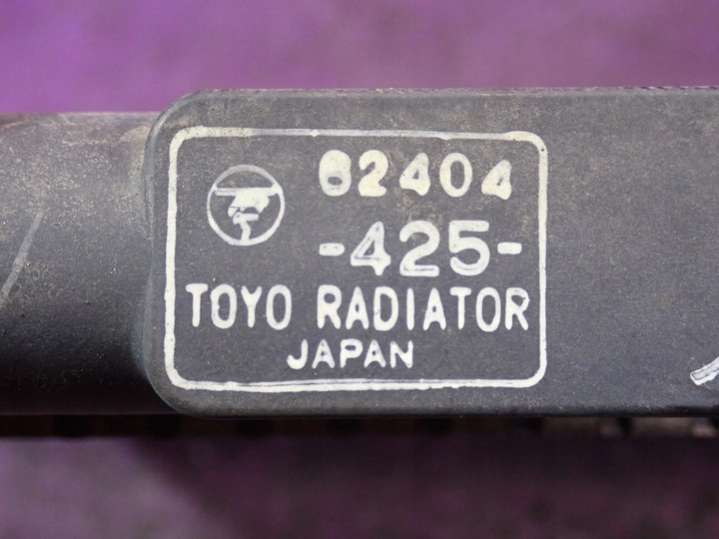 62404
-425-
TOYO RADIATOR
JAPAN